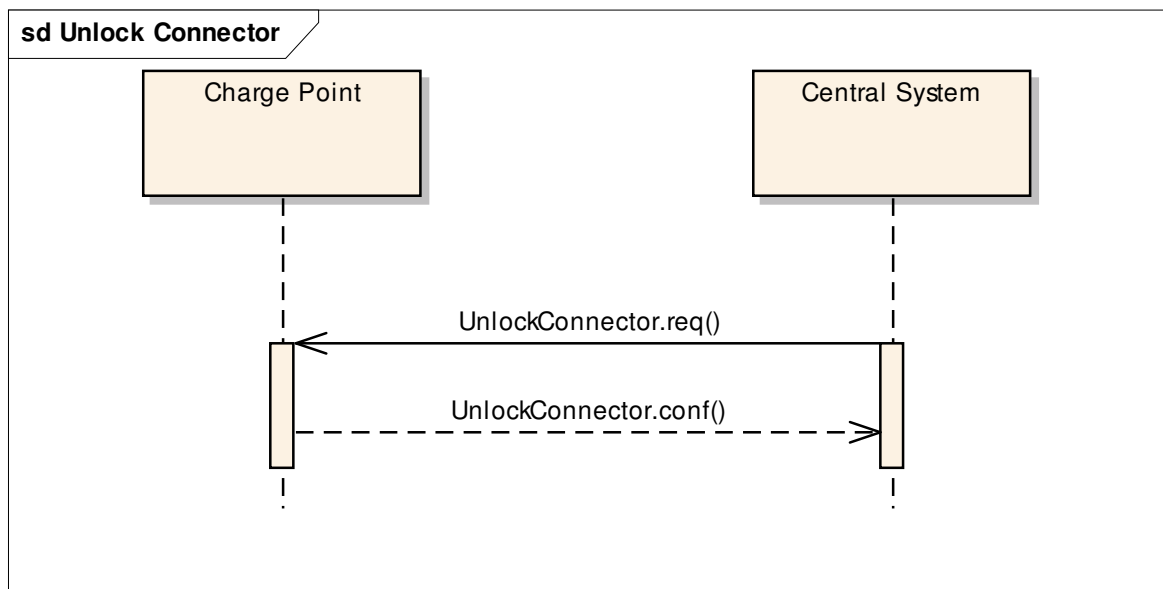 sd Unlock Connector
Charge Point
Central System
UnlockConnector.req()
UnlockConnector.conf()